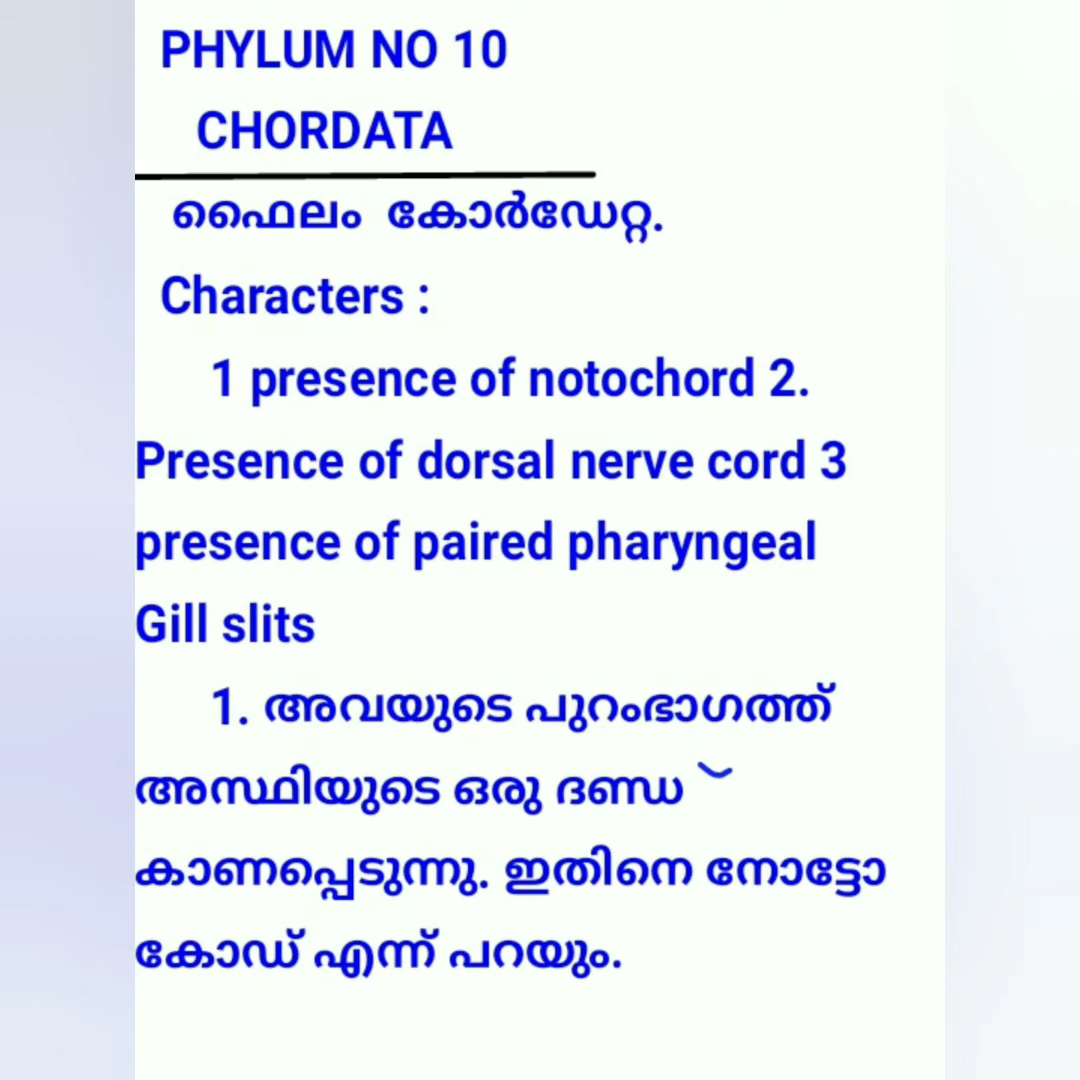 PHYLUM NO 10
CHORDATA
ഫൈലം കോർഡേറ്റ.
Characters :
1 presence of notochord 2.
Presence of dorsal nerve cord 3
presence of paired pharyngeal
Gill slits
1. അവയുടെ പുറംഭാഗത്ത്
അസ്ഥിയുടെ ഒരു ദണ്ഡ
കാണപ്പെടുന്നു. ഇതിനെ നോട്ടോ
കോഡ് എന്ന് പറയും.